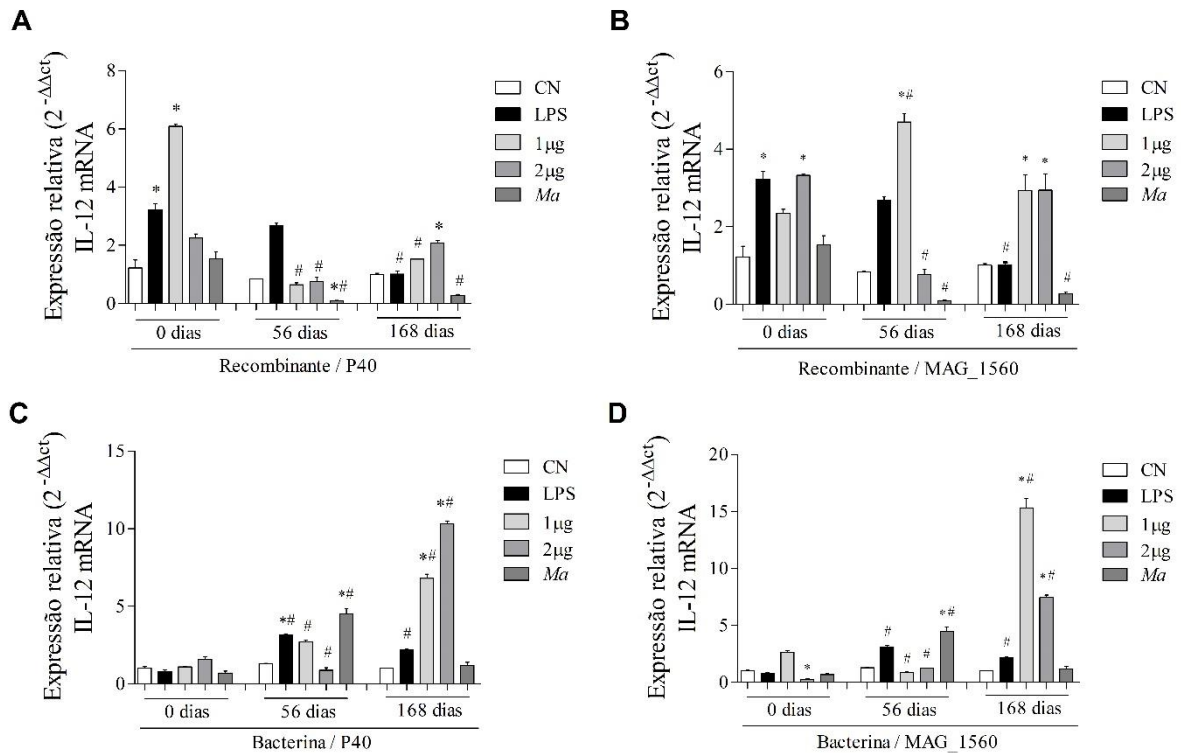 A
Expressão relativa (2^-ΔΔct)
IL-12 mRNA
8
6
4
2
0
*
*
#
#
*#
#
#
*
#
0 dias
56 dias
168 dias
Recombinante / P40
CN
LPS
1µg
2µg
Ma
B
Expressão relativa (2^-ΔΔct)
IL-12 mRNA
6
4
2
0
*
*
*#
#
#
#
*
*
#
0 dias
56 dias
168 dias
Recombinante / MAG_1560
CN
LPS
1µg
2µg
Ma
C
Expressão relativa (2^-ΔΔct)
IL-12 mRNA
15
10
5
0
*#
#
#
*#
#
*#
*#
0 dias
56 dias
168 dias
Bacterina / P40
CN
LPS
1µg
2µg
Ma
D
Expressão relativa (2^-ΔΔct)
IL-12 mRNA
20
15
10
5
0
*
#
#
#
*#
#
*#
*#
0 dias
56 dias
168 dias
Bacterina / MAG_1560
CN
LPS
1µg
2µg
Ma